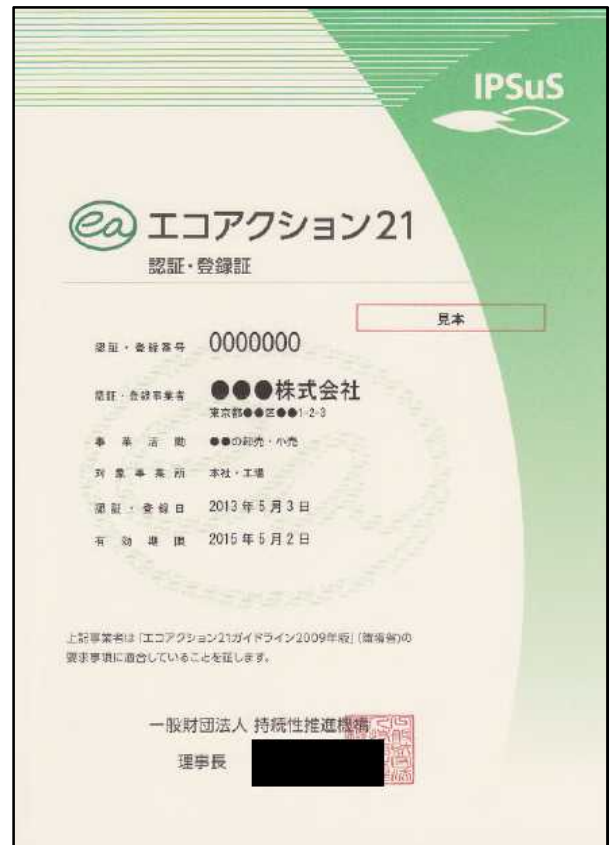 IPSuS
ea エコアクション21
認証・登録証
見本
認証・登録番号 0000000
認証・登録事業者 ●●●株式会社
東京都●●区●●1-2-3
事業活動 ●●の卸売・小売
対象事業所 本社・工場
認証・登録日 2013年5月3日
有効期限 2015年5月2日
上記事業者は「エコアクション21ガイドライン2009年版」(環境省)の
要求事項に適合していることを証します。
一般財団法人 持続性推進機構
理事長